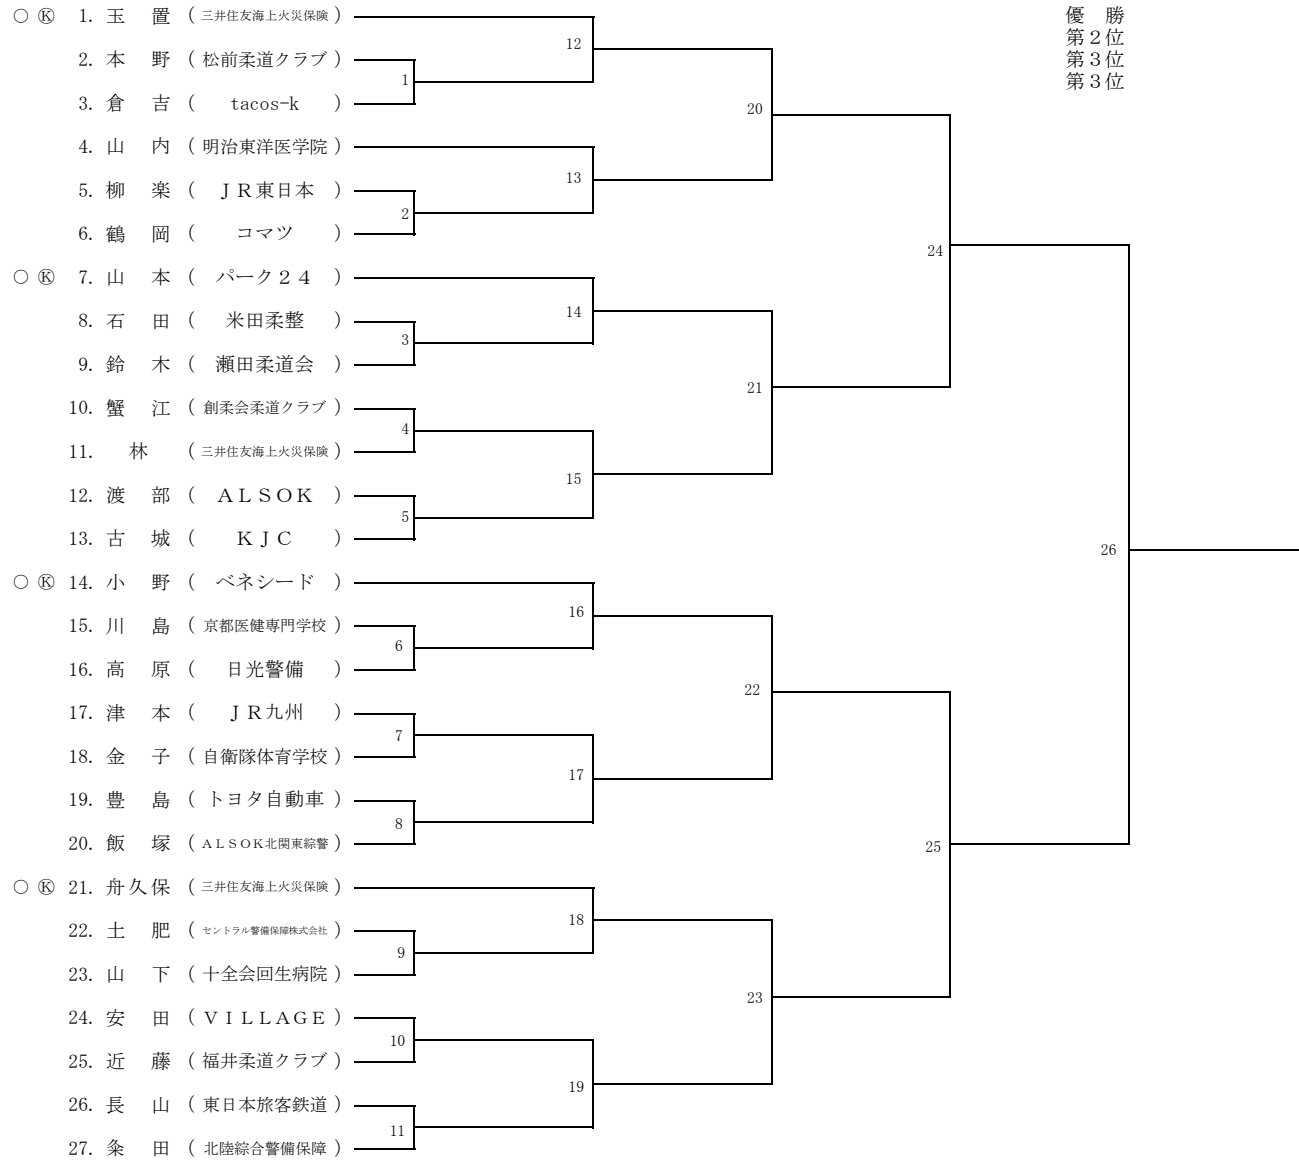 ○ Ⓚ 1. 玉 置 ( 三井住友海上火災保険 )
2. 本 野 ( 松前柔道クラブ )
3. 倉 吉 ( tacos-k )
4. 山 内 ( 明治東洋医学院 )
5. 柳 楽 ( ＪＲ東日本 )
6. 鶴 岡 ( コマツ )
○ Ⓚ 7. 山 本 ( パーク２４ )
8. 石 田 ( 米田柔整 )
9. 鈴 木 ( 瀬田柔道会 )
10. 蟹 江 ( 創柔会柔道クラブ )
11. 林 ( 三井住友海上火災保険 )
12. 渡 部 ( ＡＬＳＯＫ )
13. 古 城 ( ＫＪＣ )
○ Ⓚ 14. 小 野 ( ベネシード )
15. 川 島 ( 京都医健専門学校 )
16. 高 原 ( 日光警備 )
17. 津 本 ( ＪＲ九州 )
18. 金 子 ( 自衛隊体育学校 )
19. 豊 島 ( トヨタ自動車 )
20. 飯 塚 ( ＡＬＳＯＫ北関東綜警 )
○ Ⓚ 21. 舟久保 ( 三井住友海上火災保険 )
22. 土 肥 ( セントラル警備保障株式会社 )
23. 山 下 ( 十全会回生病院 )
24. 安 田 ( ＶＩＬＬＡＧＥ )
25. 近 藤 ( 福井柔道クラブ )
26. 長 山 ( 東日本旅客鉄道 )
27. 粂 田 ( 北陸綜合警備保障 )
1
2
3
4
5
6
7
8
9
10
11
12
13
14
15
16
17
18
19
20
21
22
23
24
25
26
優 勝
第２位
第３位
第３位